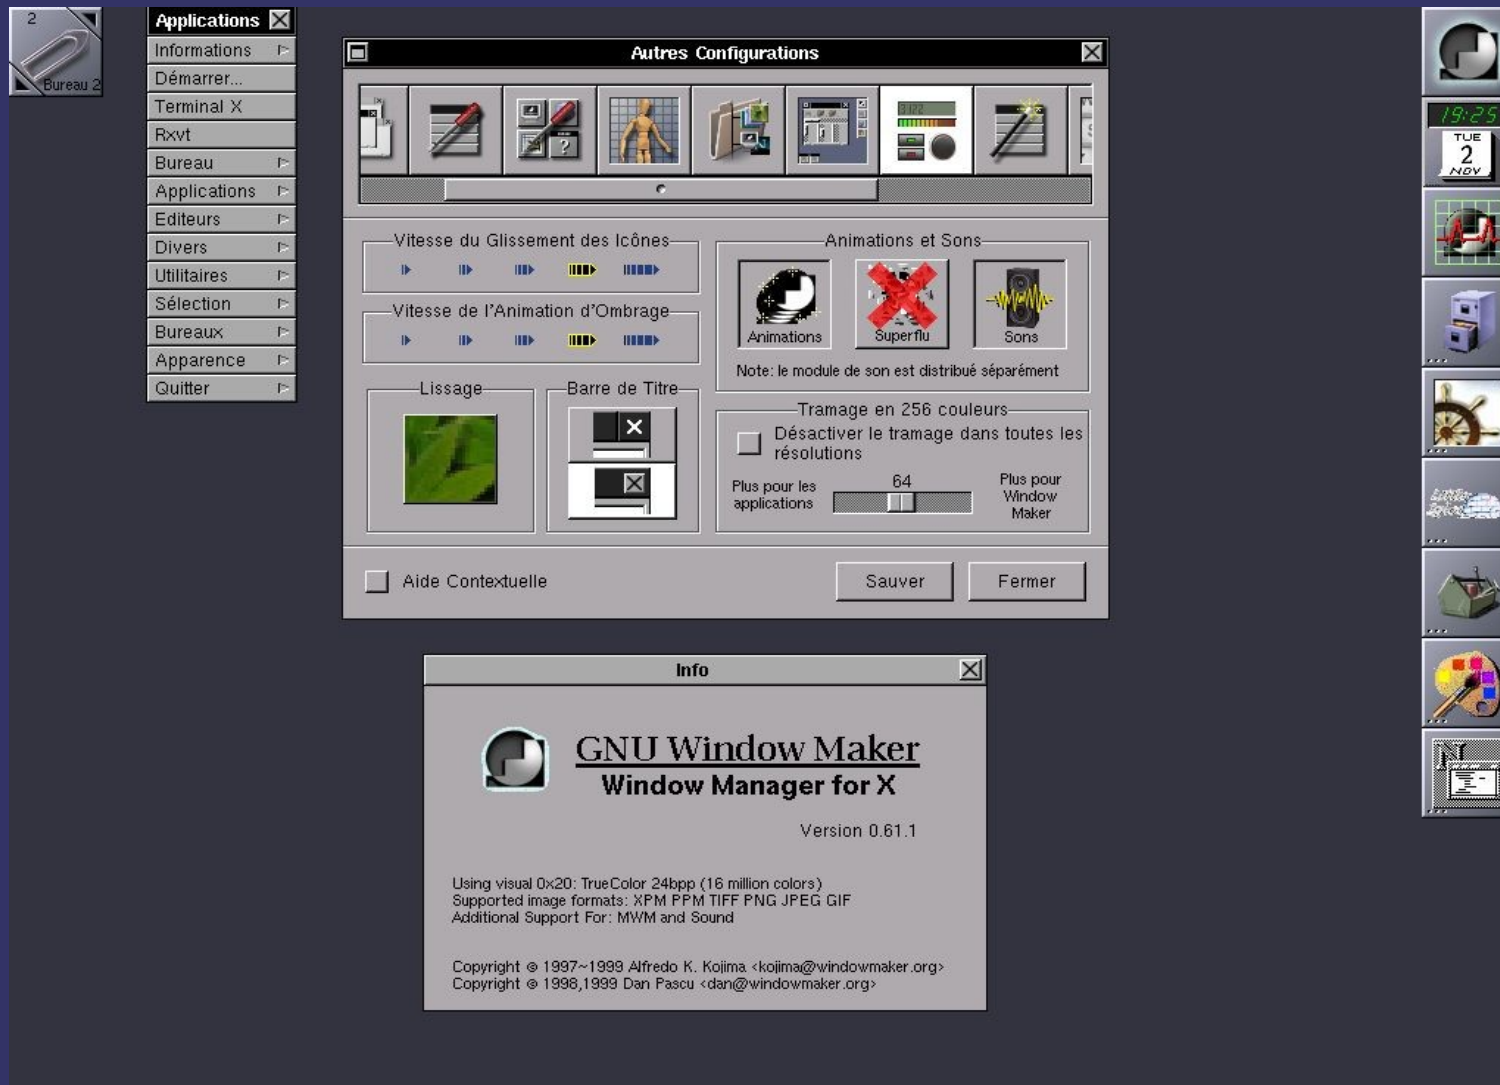 2
Bureau 2
Applications
Informations
Démarrer...
Terminal X
Rxvt
Bureau
Applications
Editeurs
Divers
Utilitaires
Sélection
Bureaux
Apparence
Quitter
Autres Configurations
Vitesse du Glissement des Icônes
Vitesse de l'Animation d'Ombrage
Lissage
Barre de Titre
Animations et Sons
Animations
Superflu
Sons
Note: le module de son est distribué séparément
Tramage en 256 couleurs
Désactiver le tramage dans toutes les
résolutions
Plus pour les
applications
64
Plus pour
Window
Maker
Aide Contextuelle
Sauver
Fermer
Info
GNU Window Maker
Window Manager for X
Version 0.61.1
Using visual 0x20: TrueColor 24bpp (16 million colors)
Supported image formats: XPM PPM TIFF PNG JPEG GIF
Additional Support For: MWM and Sound
Copyright © 1997~1999 Alfredo K. Kojima <kojima@windowmaker.org>
Copyright © 1998,1999 Dan Pascu <dan@windowmaker.org>
19:25
TUE
2
NOV
N